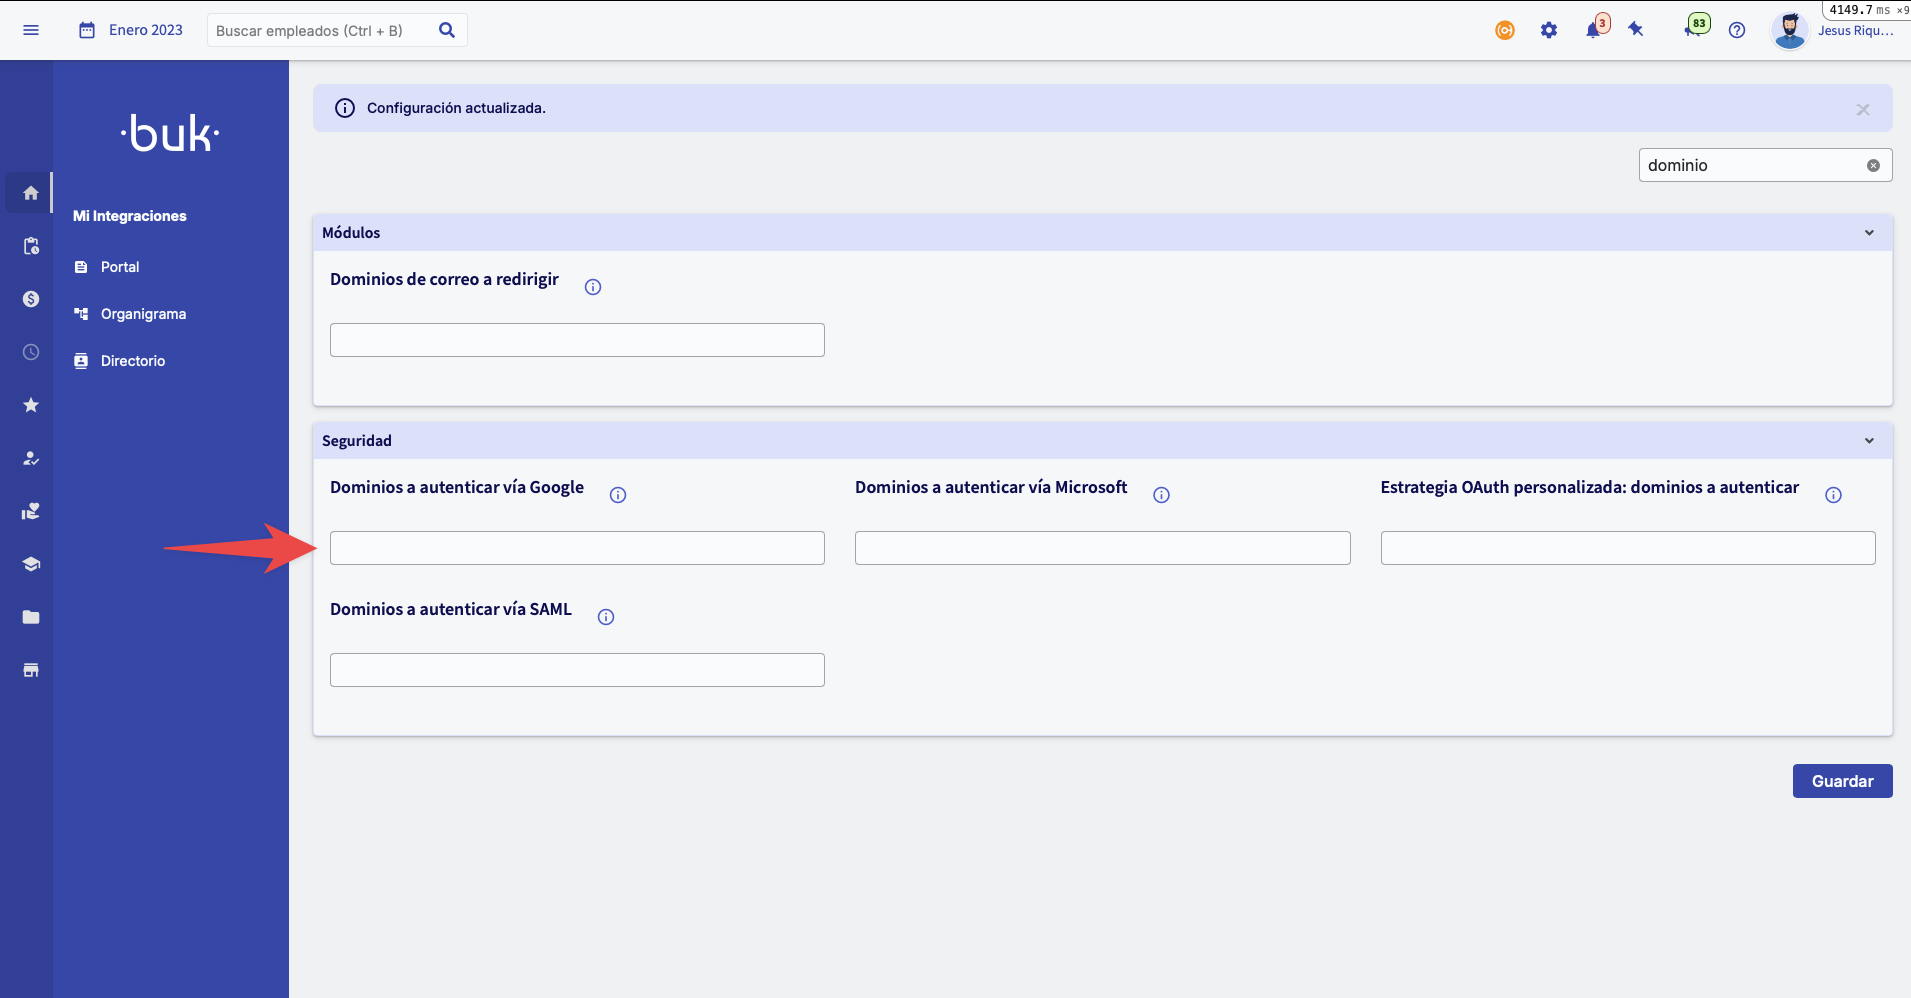 4149.7 ms ×9
Enero 2023
Buscar empleados (Ctrl + B)
3
83
Jesus Riqu...
·buk·
Mi Integraciones
Portal
Organigrama
Directorio
Configuración actualizada.
dominio
Módulos
Dominios de correo a redirigir
Seguridad
Dominios a autenticar vía Google
Dominios a autenticar vía Microsoft
Estrategia OAuth personalizada: dominios a autenticar
Dominios a autenticar vía SAML
Guardar